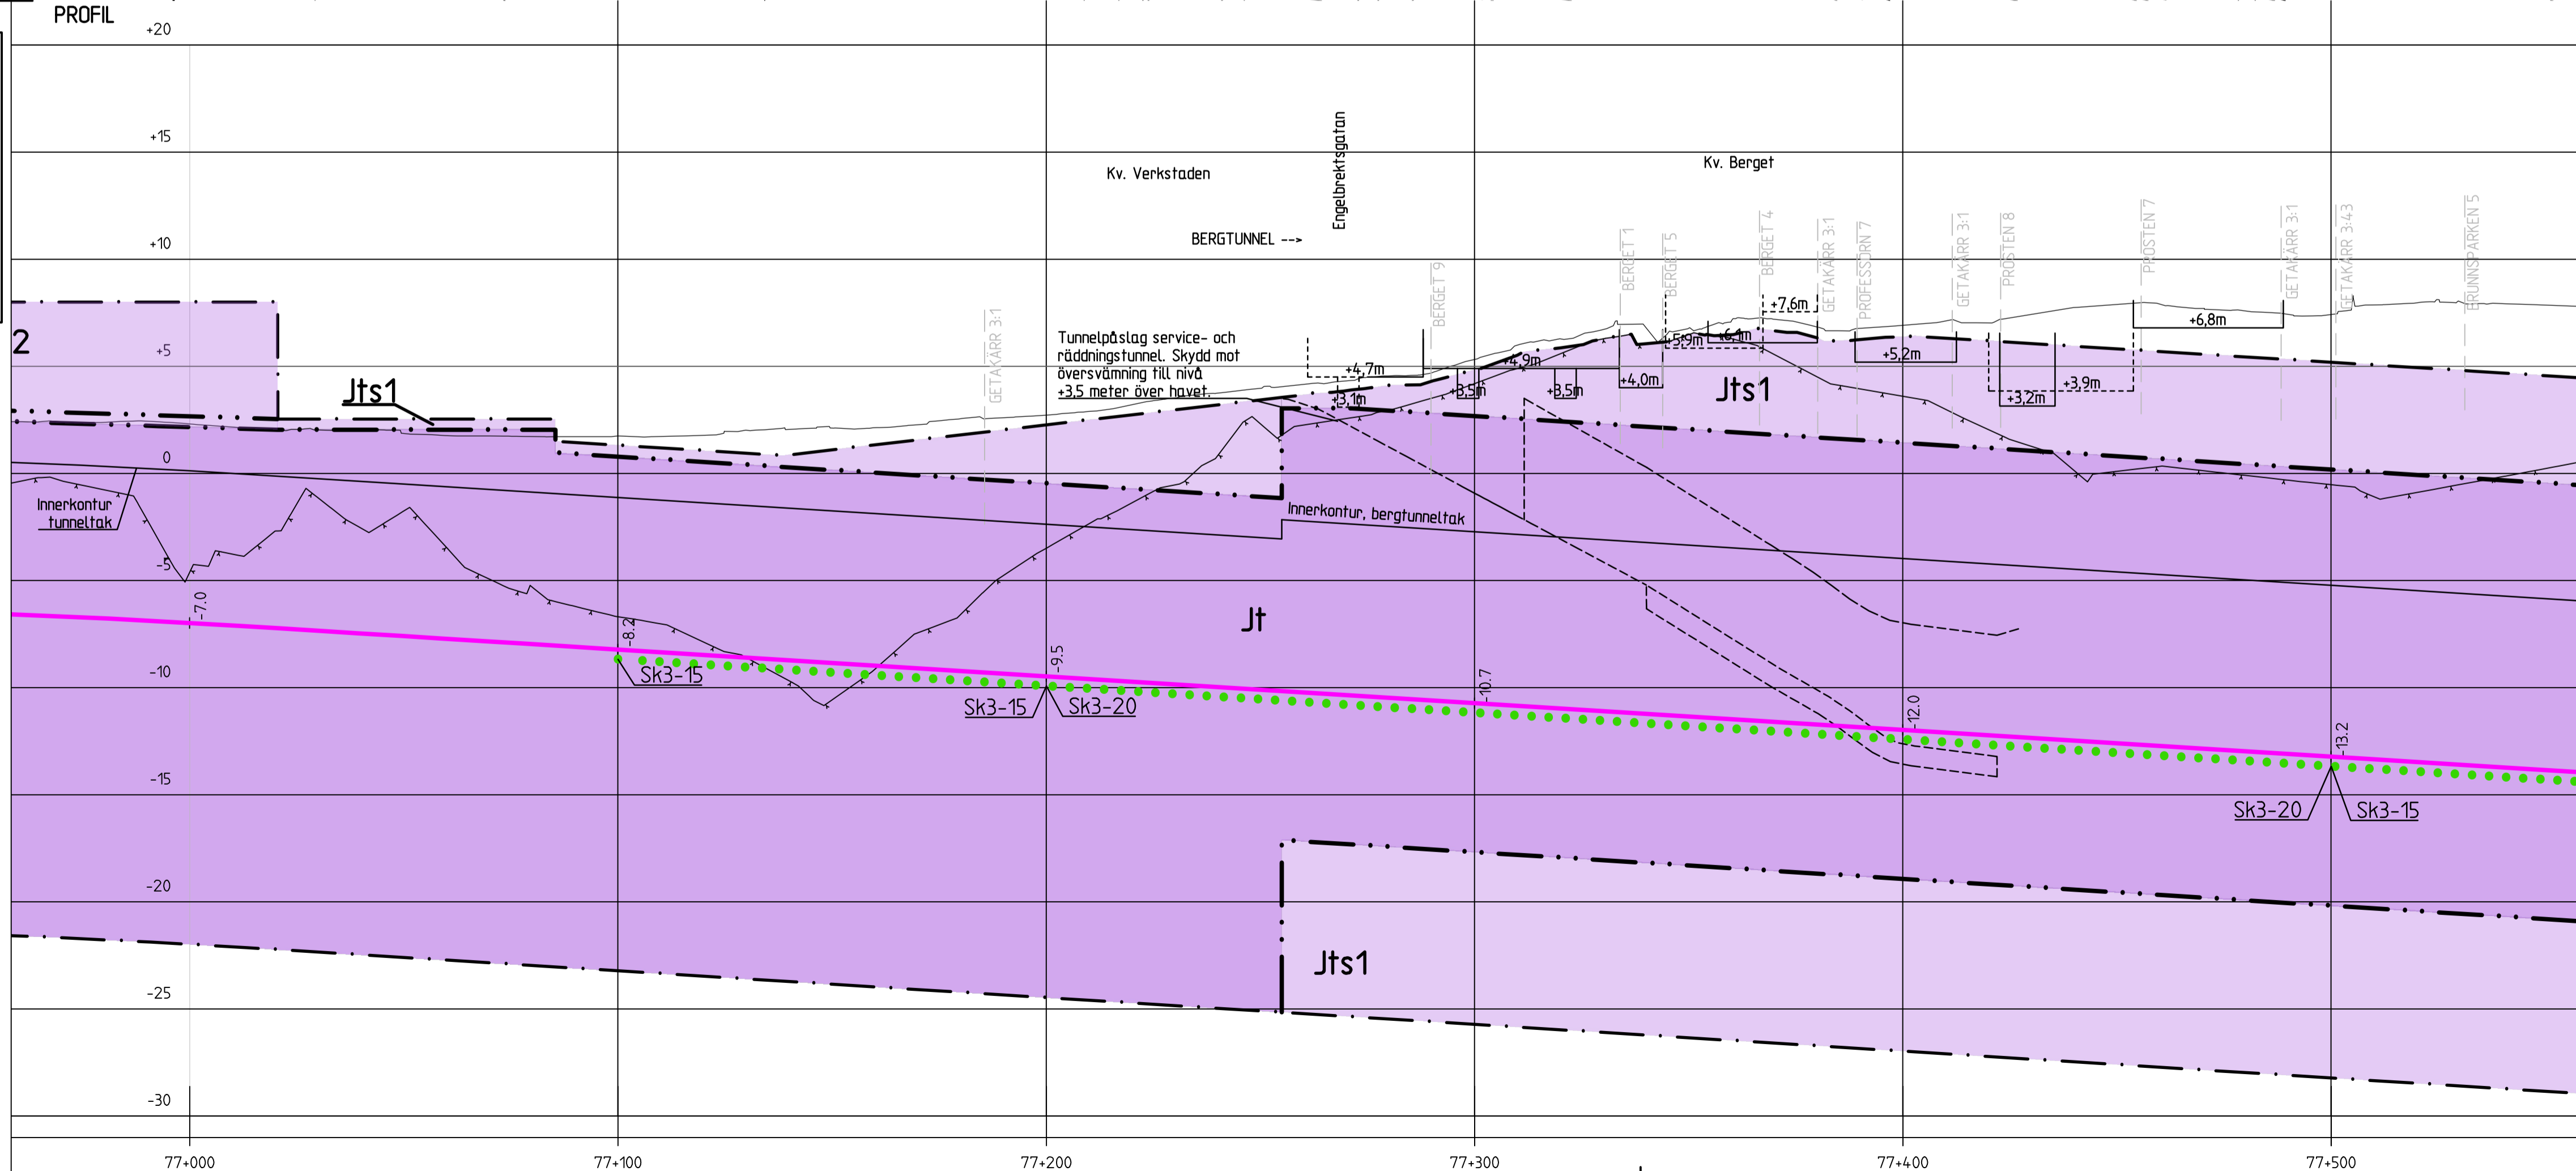 PROFIL
+20
+15
+10
+5
0
-5
-10
-15
-20
-25
-30
2
Jts1
Innerkontur
tunneltak
-7.0
-8.2
Sk3-15
Kv. Verkstaden
Engelbrektsgatan
BERGTUNNEL -->
Tunnelpåslag service- och
räddningstunnel. Skydd mot
översvämning till nivå
+3,5 meter över havet.
GETAKÄRR 3:1
Innerkontur, bergtunneltak
Jt
-9.5
Sk3-15
Sk3-20
Jts1
Kv. Berget
BERGET 9
BERGET 1
BERGET 5
BERGET 4
GETAKÄRR 3:1
PROFESSORN 7
GETAKÄRR 3:1
PROSTEN 8
PROSTEN 7
GETAKÄRR 3:1
GETAKÄRR 3:43
BRUNNSPARKEN 5
+4,7m
+3,1m
+4,9m
+3,5m
+3,5m
+4,0m
+5,9m
+6,1m
+7,6m
+5,2m
+3,2m
+3,9m
+6,8m
Jts1
-10.7
-12.0
-13.2
Sk3-20
Sk3-15
77+000
77+100
77+200
77+300
77+400
77+500